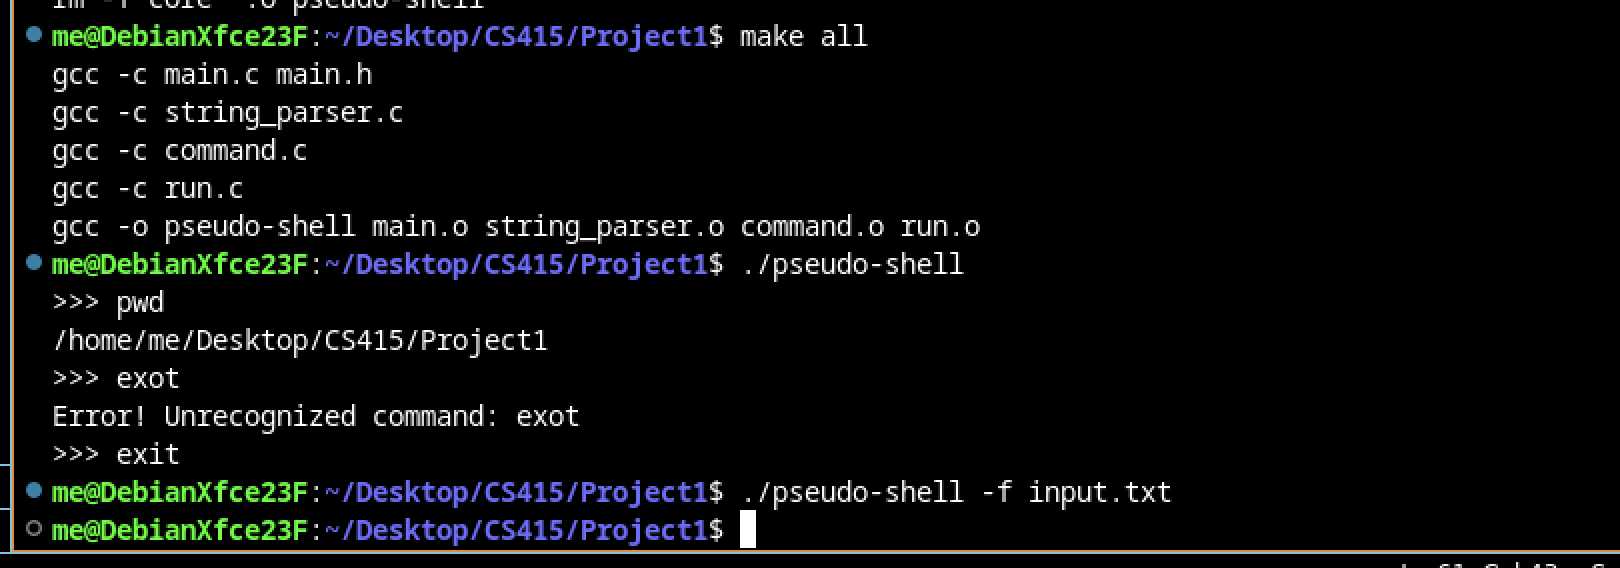 pseudo-shell
me@DebianXfce23F:~/Desktop/CS415/Project1$ make all
gcc -c main.c main.h
gcc -c string_parser.c
gcc -c command.c
gcc -c run.c
gcc -o pseudo-shell main.o string_parser.o command.o run.o
me@DebianXfce23F:~/Desktop/CS415/Project1$ ./pseudo-shell
>>> pwd
/home/me/Desktop/CS415/Project1
>>> exot
Error! Unrecognized command: exot
>>> exit
me@DebianXfce23F:~/Desktop/CS415/Project1$ ./pseudo-shell -f input.txt
me@DebianXfce23F:~/Desktop/CS415/Project1$